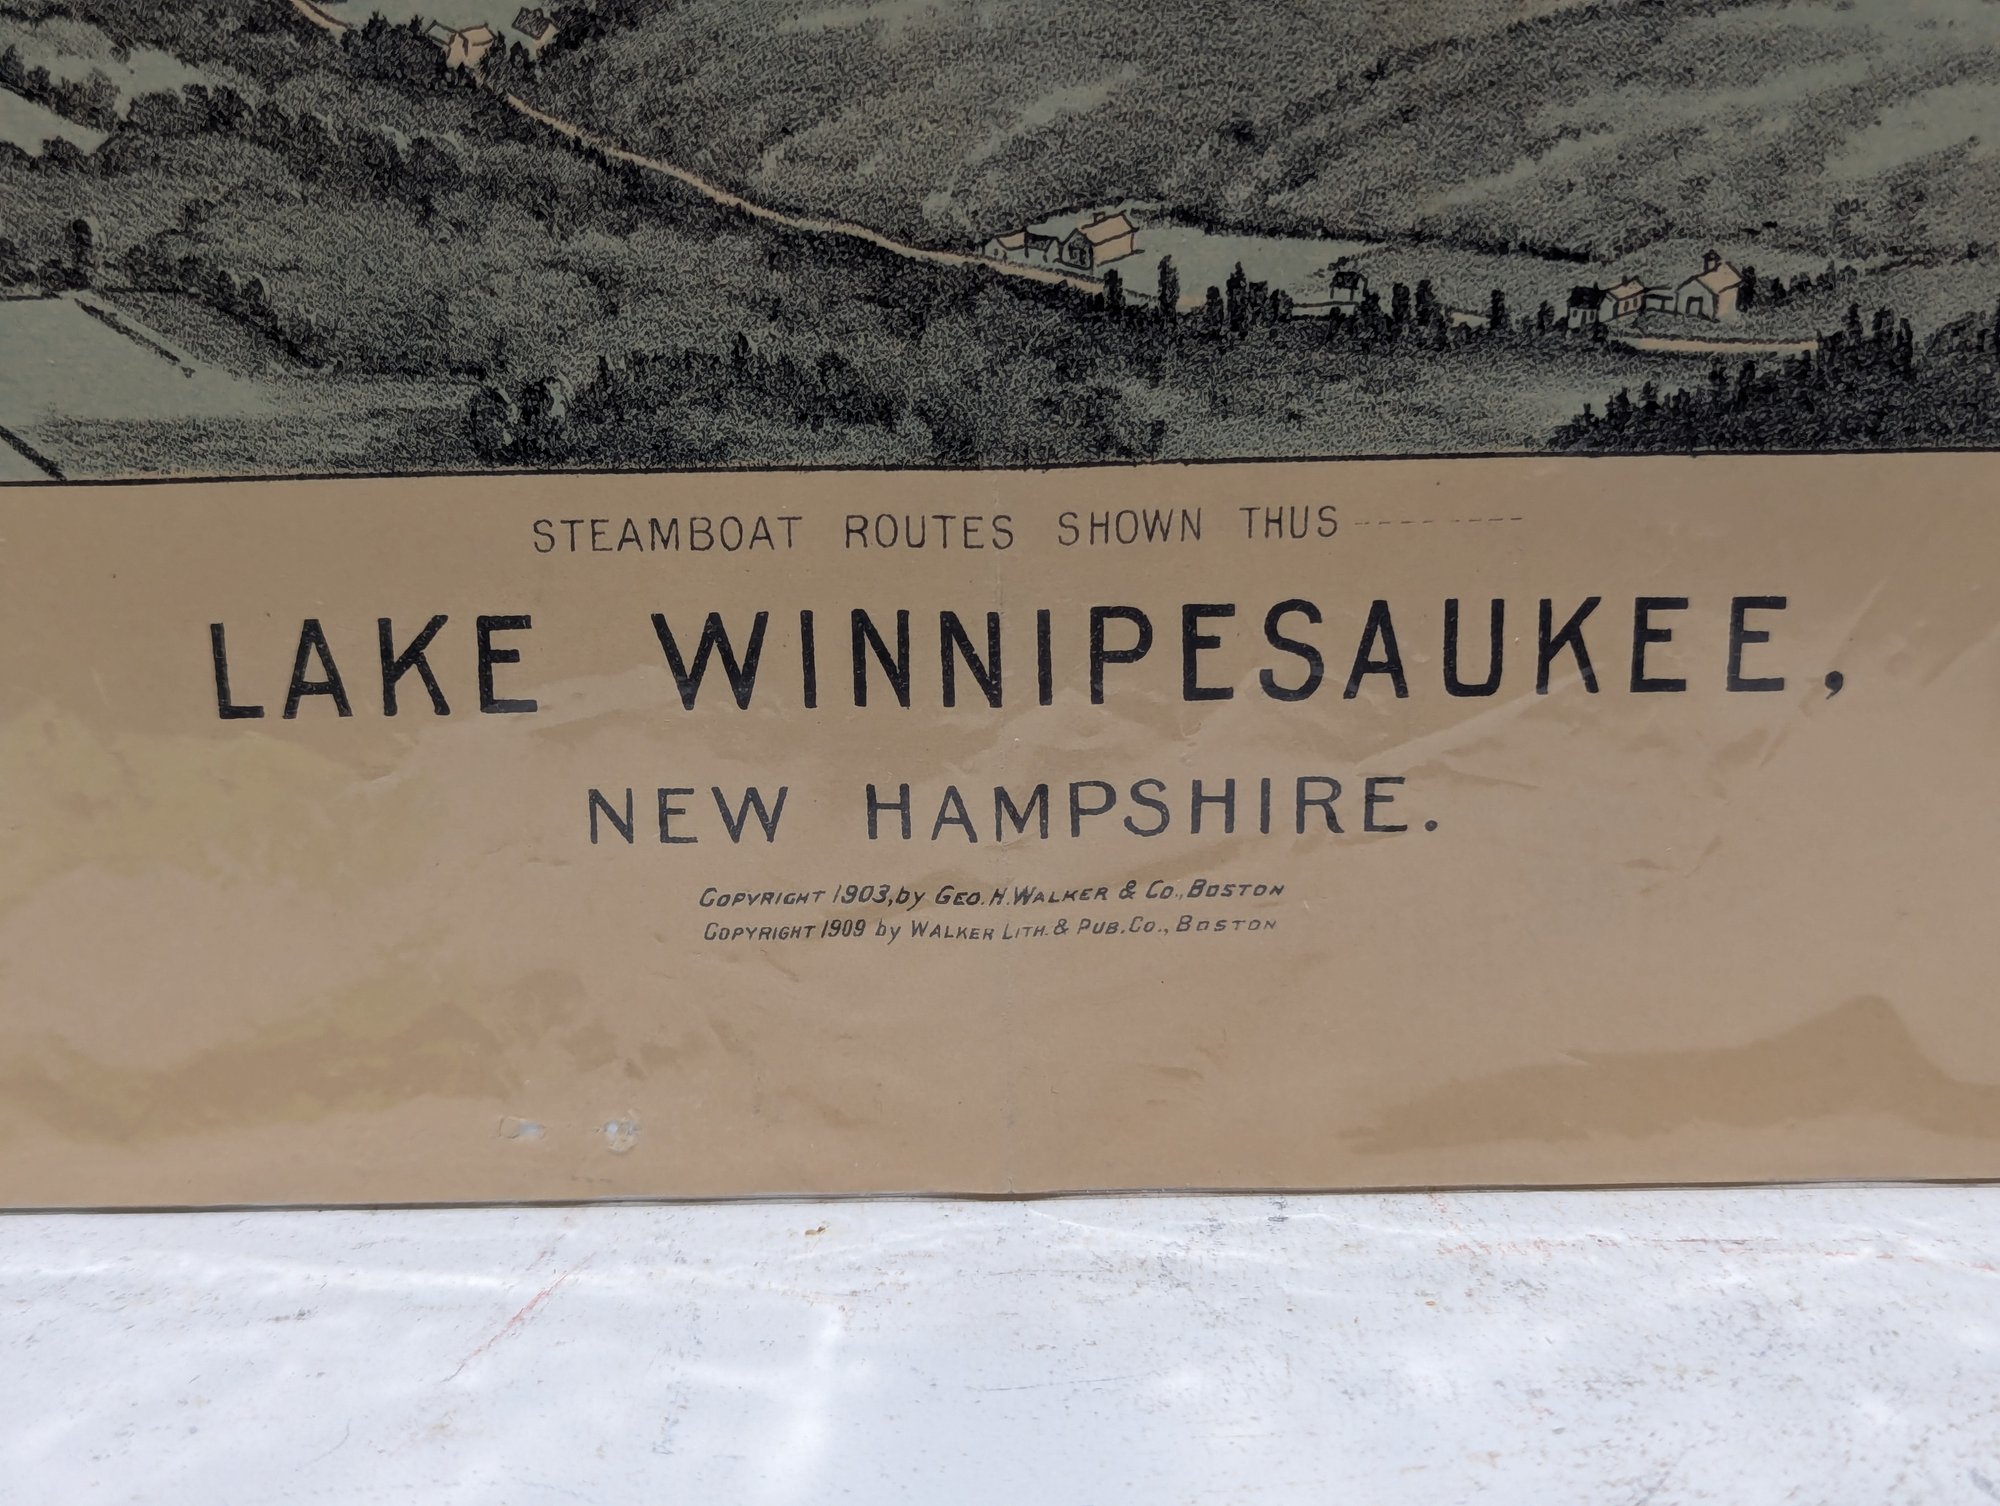 STEAMBOAT ROUTES SHOWN THUS ---------
LAKE WINNIPESAUKEE,
NEW HAMPSHIRE.
COPYRIGHT 1903, by GEO. H. WALKER & CO., BOSTON
COPYRIGHT 1909 by WALKER LITH. & PUB. CO., BOSTON